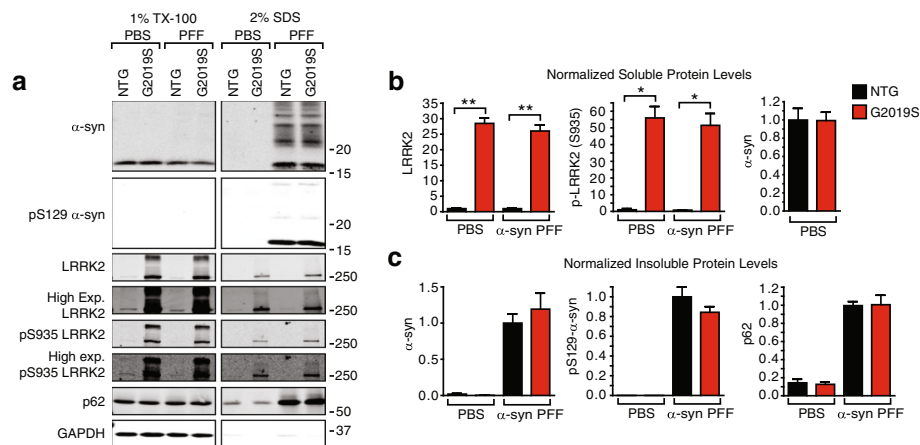 1% TX-100 2% SDS
PBS PFF PBS PFF
NTG G2019S NTG G2019S NTG G2019S NTG G2019S
a
α-syn
20
15
pS129 α-syn
20
15
LRRK2
250
High Exp.
LRRK2
250
pS935 LRRK2
250
High exp.
pS935 LRRK2
250
p62
50
GAPDH
37
b
Normalized Soluble Protein Levels
NTG
G2019S
LRRK2
35
30
25
20
15
10
5
0
** **
PBS α-syn PFF
p-LRRK2 (S935)
60
50
40
30
20
10
0
* *
PBS α-syn PFF
α-syn
1.2
1.0
0.8
0.6
0.4
0.2
0
PBS
c
Normalized Insoluble Protein Levels
α-syn
1.5
1.0
0.5
0.0
PBS α-syn PFF
pS129-α-syn
1.0
0.8
0.6
0.4
0.2
0
PBS α-syn PFF
p62
1.2
1.0
0.8
0.6
0.4
0.2
0
PBS α-syn PFF